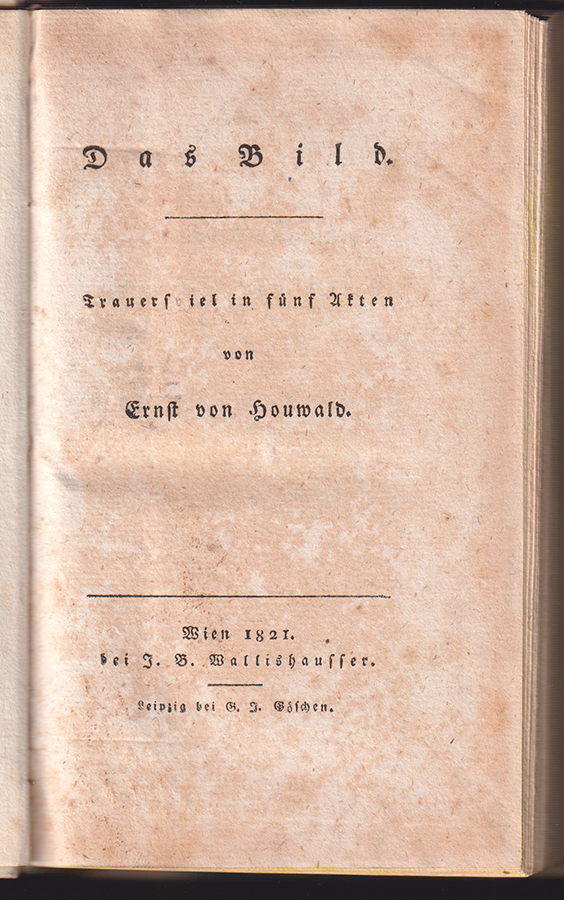 Das Bild.
Trauerspiel in fünf Akten
von
Ernst von Houwald.
Wien 1821.
bei J. B. Wallishausser.
Leipzig bei G. J. Göschen.